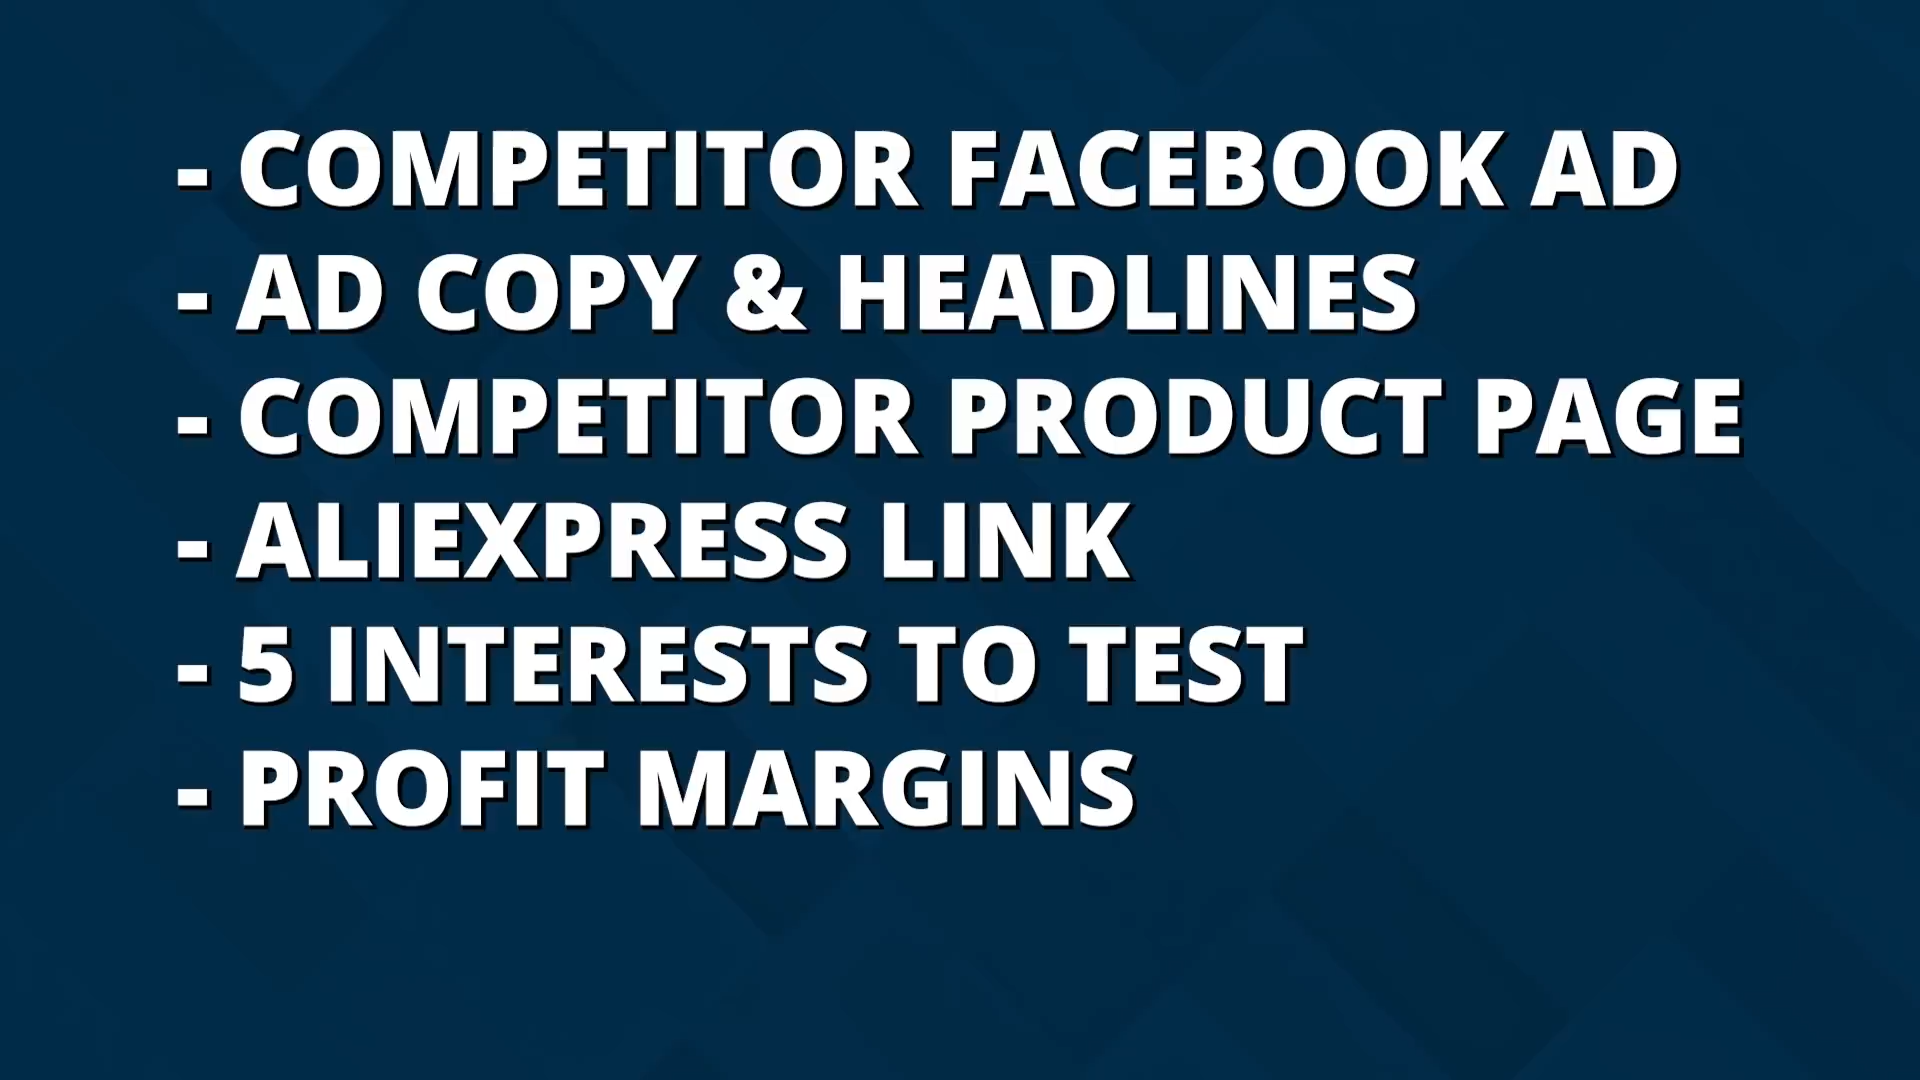 - COMPETITOR FACEBOOK AD
- AD COPY & HEADLINES
- COMPETITOR PRODUCT PAGE
- ALIEXPRESS LINK
- 5 INTERESTS TO TEST
- PROFIT MARGINS